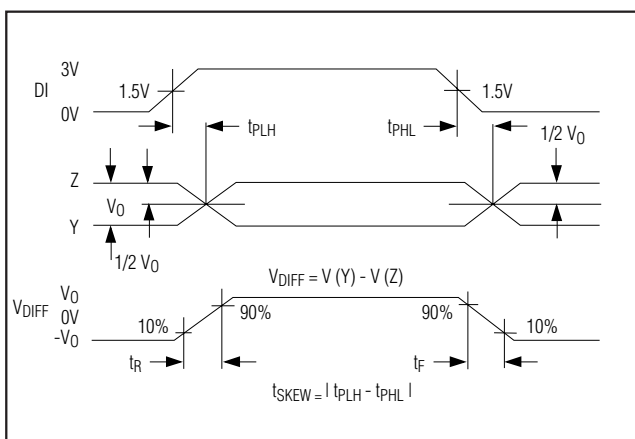 3V
DI
1.5V
1.5V
0V
tPLH
tPHL
1/2 VO
Z
VO
Y
1/2 VO
VDIFF = V (Y) - V (Z)
VO
VDIFF 0V
-VO
10%
90%
90%
10%
tR
tF
tSKEW = | tPLH - tPHL |